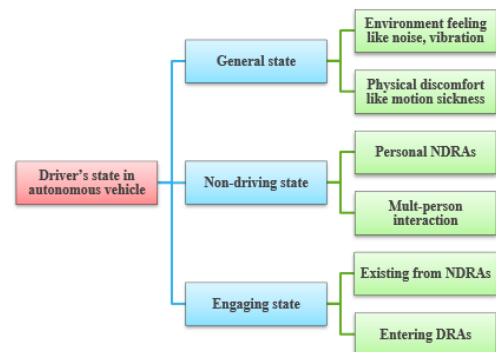 Environment feeling
like noise, vibration
General state
Physical discomfort
like motion sickness
Driver's state in
autonomous vehicle
Non-driving state
Personal NDRAs
Mult-person
interaction
Engaging state
Existing from NDRAs
Entering DRAs